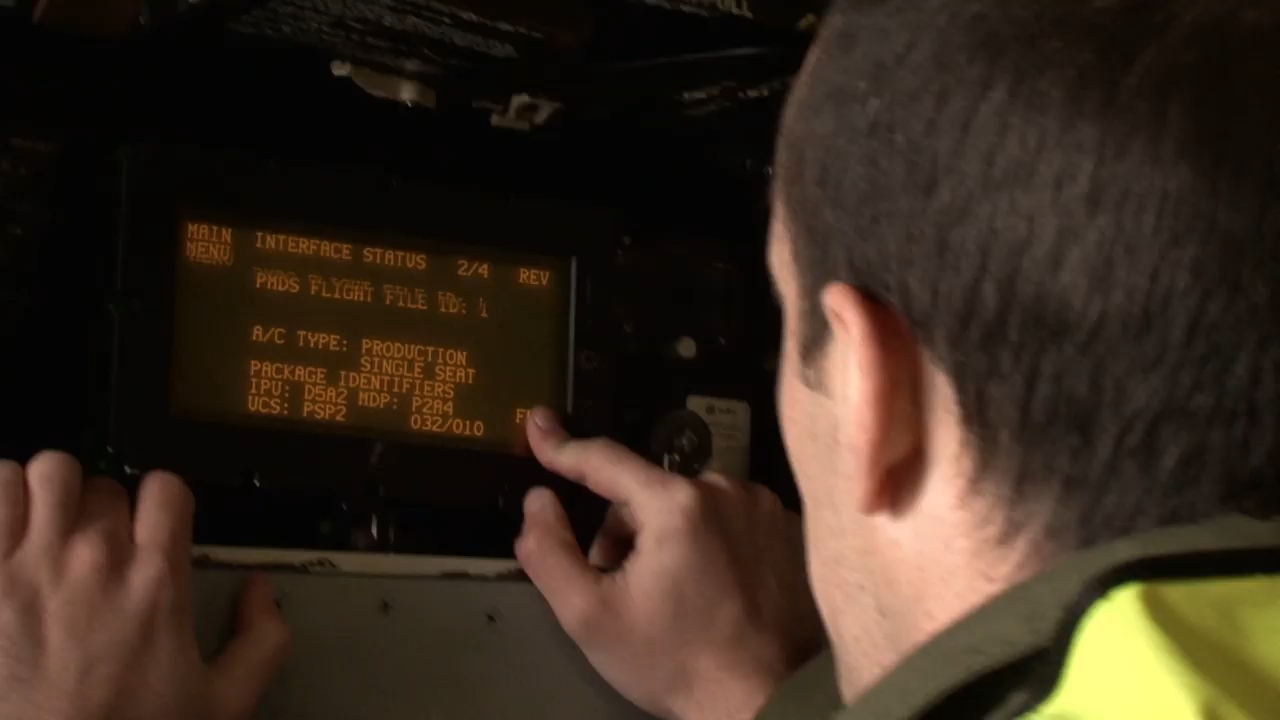 MAIN
MENU
INTERFACE STATUS 2/4 REV
PMDS FLIGHT FILE ID: 1
A/C TYPE: PRODUCTION
SINGLE SEAT
PACKAGE IDENTIFIERS
IPU: D5A2 MDP: P2A4
VCS: PSP2 032/010